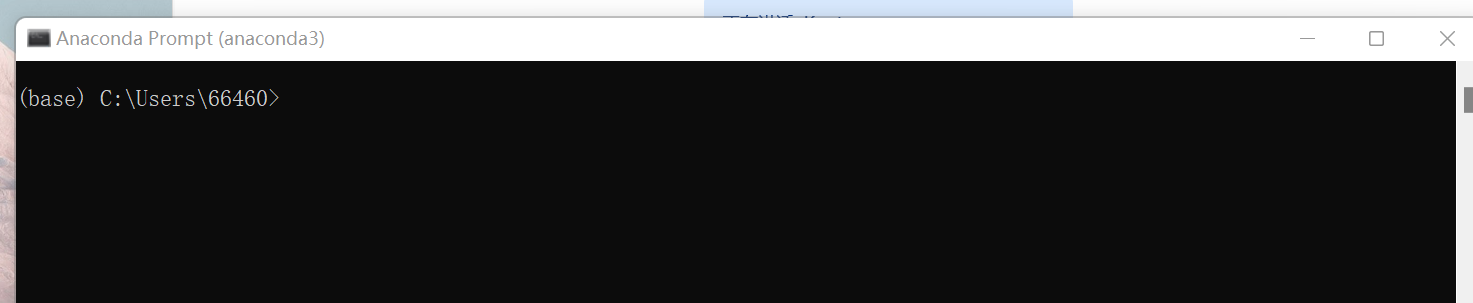 Anaconda Prompt (anaconda3)
(base) C:\Users\66460>